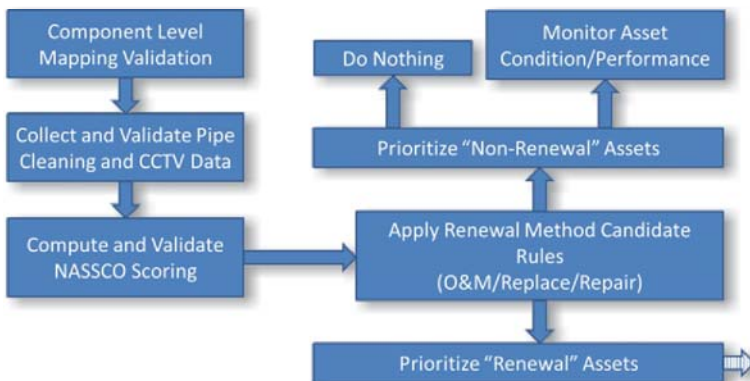 Component Level
Mapping Validation
Collect and Validate Pipe
Cleaning and CCTV Data
Compute and Validate
NASSCO Scoring
Do Nothing
Monitor Asset
Condition/Performance
Prioritize “Non-Renewal” Assets
Apply Renewal Method Candidate
Rules
(O&M/Replace/Repair)
Prioritize “Renewal” Assets